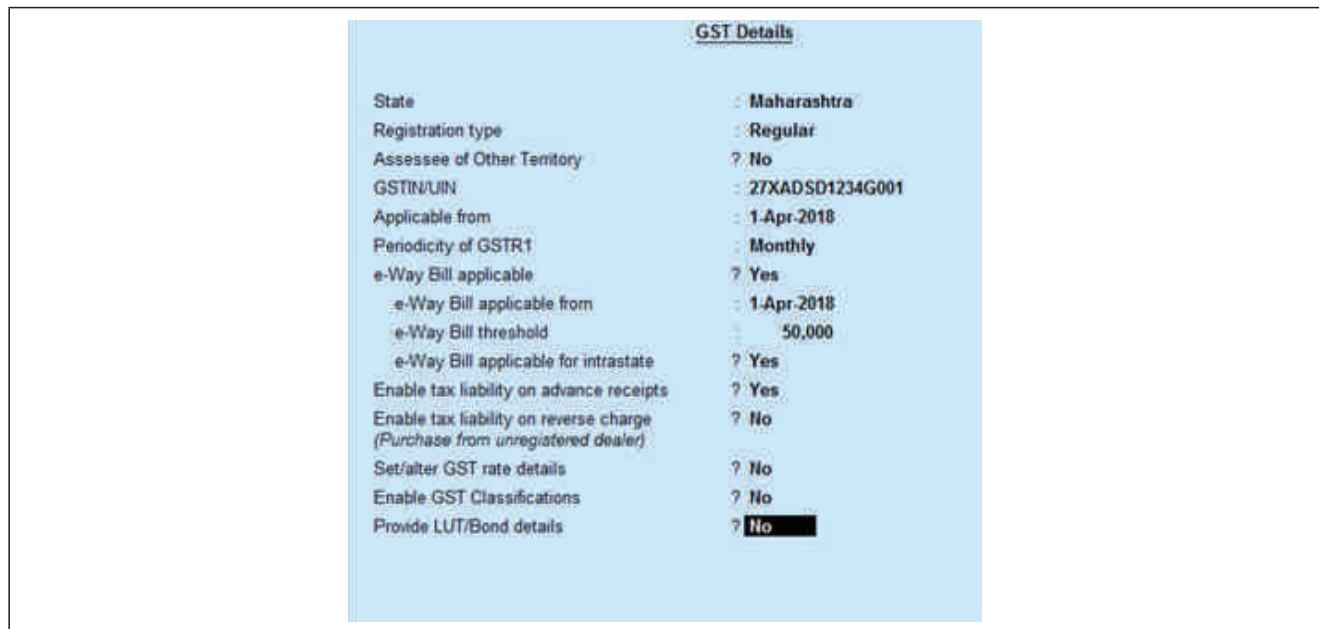 GST Details
State : Maharashtra
Registration type : Regular
Assessee of Other Territory ? No
GSTIN/UIN : 27XADSD1234G001
Applicable from : 1-Apr-2018
Periodicity of GSTR1 : Monthly
e-Way Bill applicable ? Yes
e-Way Bill applicable from : 1-Apr-2018
e-Way Bill threshold : 50,000
e-Way Bill applicable for intrastate ? Yes
Enable tax liability on advance receipts ? Yes
Enable tax liability on reverse charge ? No
(Purchase from unregistered dealer)
Set/alter GST rate details ? No
Enable GST Classifications ? No
Provide LUT/Bond details ? No